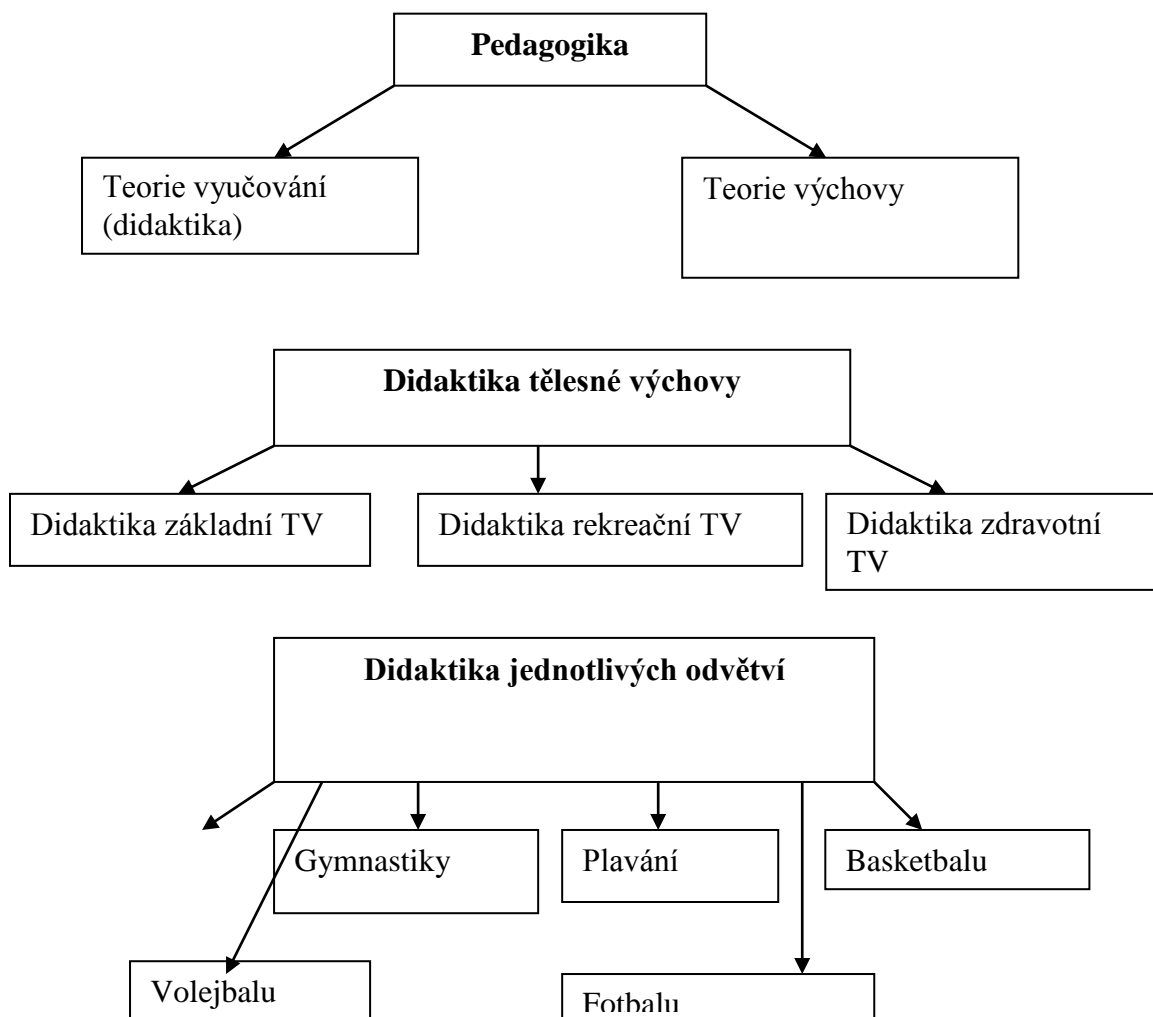 Pedagogika
Teorie vyučování
(didaktika)
Teorie výchovy
Didaktika tělesné výchovy
Didaktika základní TV
Didaktika rekreační TV
Didaktika zdravotní
TV
Didaktika jednotlivých odvětví
Gymnastiky
Plavání
Basketbalu
Volejbalu
Fotbalu